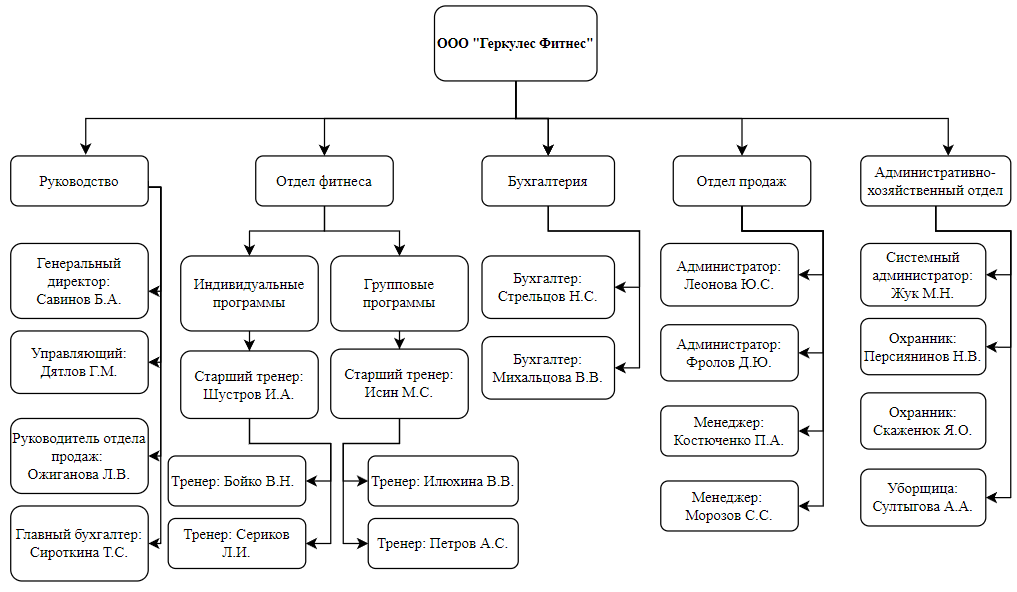 ООО "Геркулес Фитнес"
Руководство
Отдел фитнеса
Бухгалтерия
Отдел продаж
Административно-
хозяйственный отдел
Генеральный
директор:
Савинов Б.А.
Управляющий:
Дятлов Г.М.
Руководитель отдела
продаж:
Ожиганова Л.В.
Главный бухгалтер:
Сироткина Т.С.
Индивидуальные
программы
Групповые
программы
Старший тренер:
Шустров И.А.
Старший тренер:
Исин М.С.
Тренер: Бойко В.Н.
Тренер: Сериков
Л.И.
Тренер: Илюхина В.В.
Тренер: Петров А.С.
Бухгалтер:
Стрельцов Н.С.
Бухгалтер:
Михальцова В.В.
Администратор:
Леонова Ю.С.
Администратор:
Фролов Д.Ю.
Менеджер:
Костюченко П.А.
Менеджер:
Морозов С.С.
Системный
администратор:
Жук М.Н.
Охранник:
Персиянинов Н.В.
Охранник:
Скаженюк Я.О.
Уборщица:
Султыгова А.А.